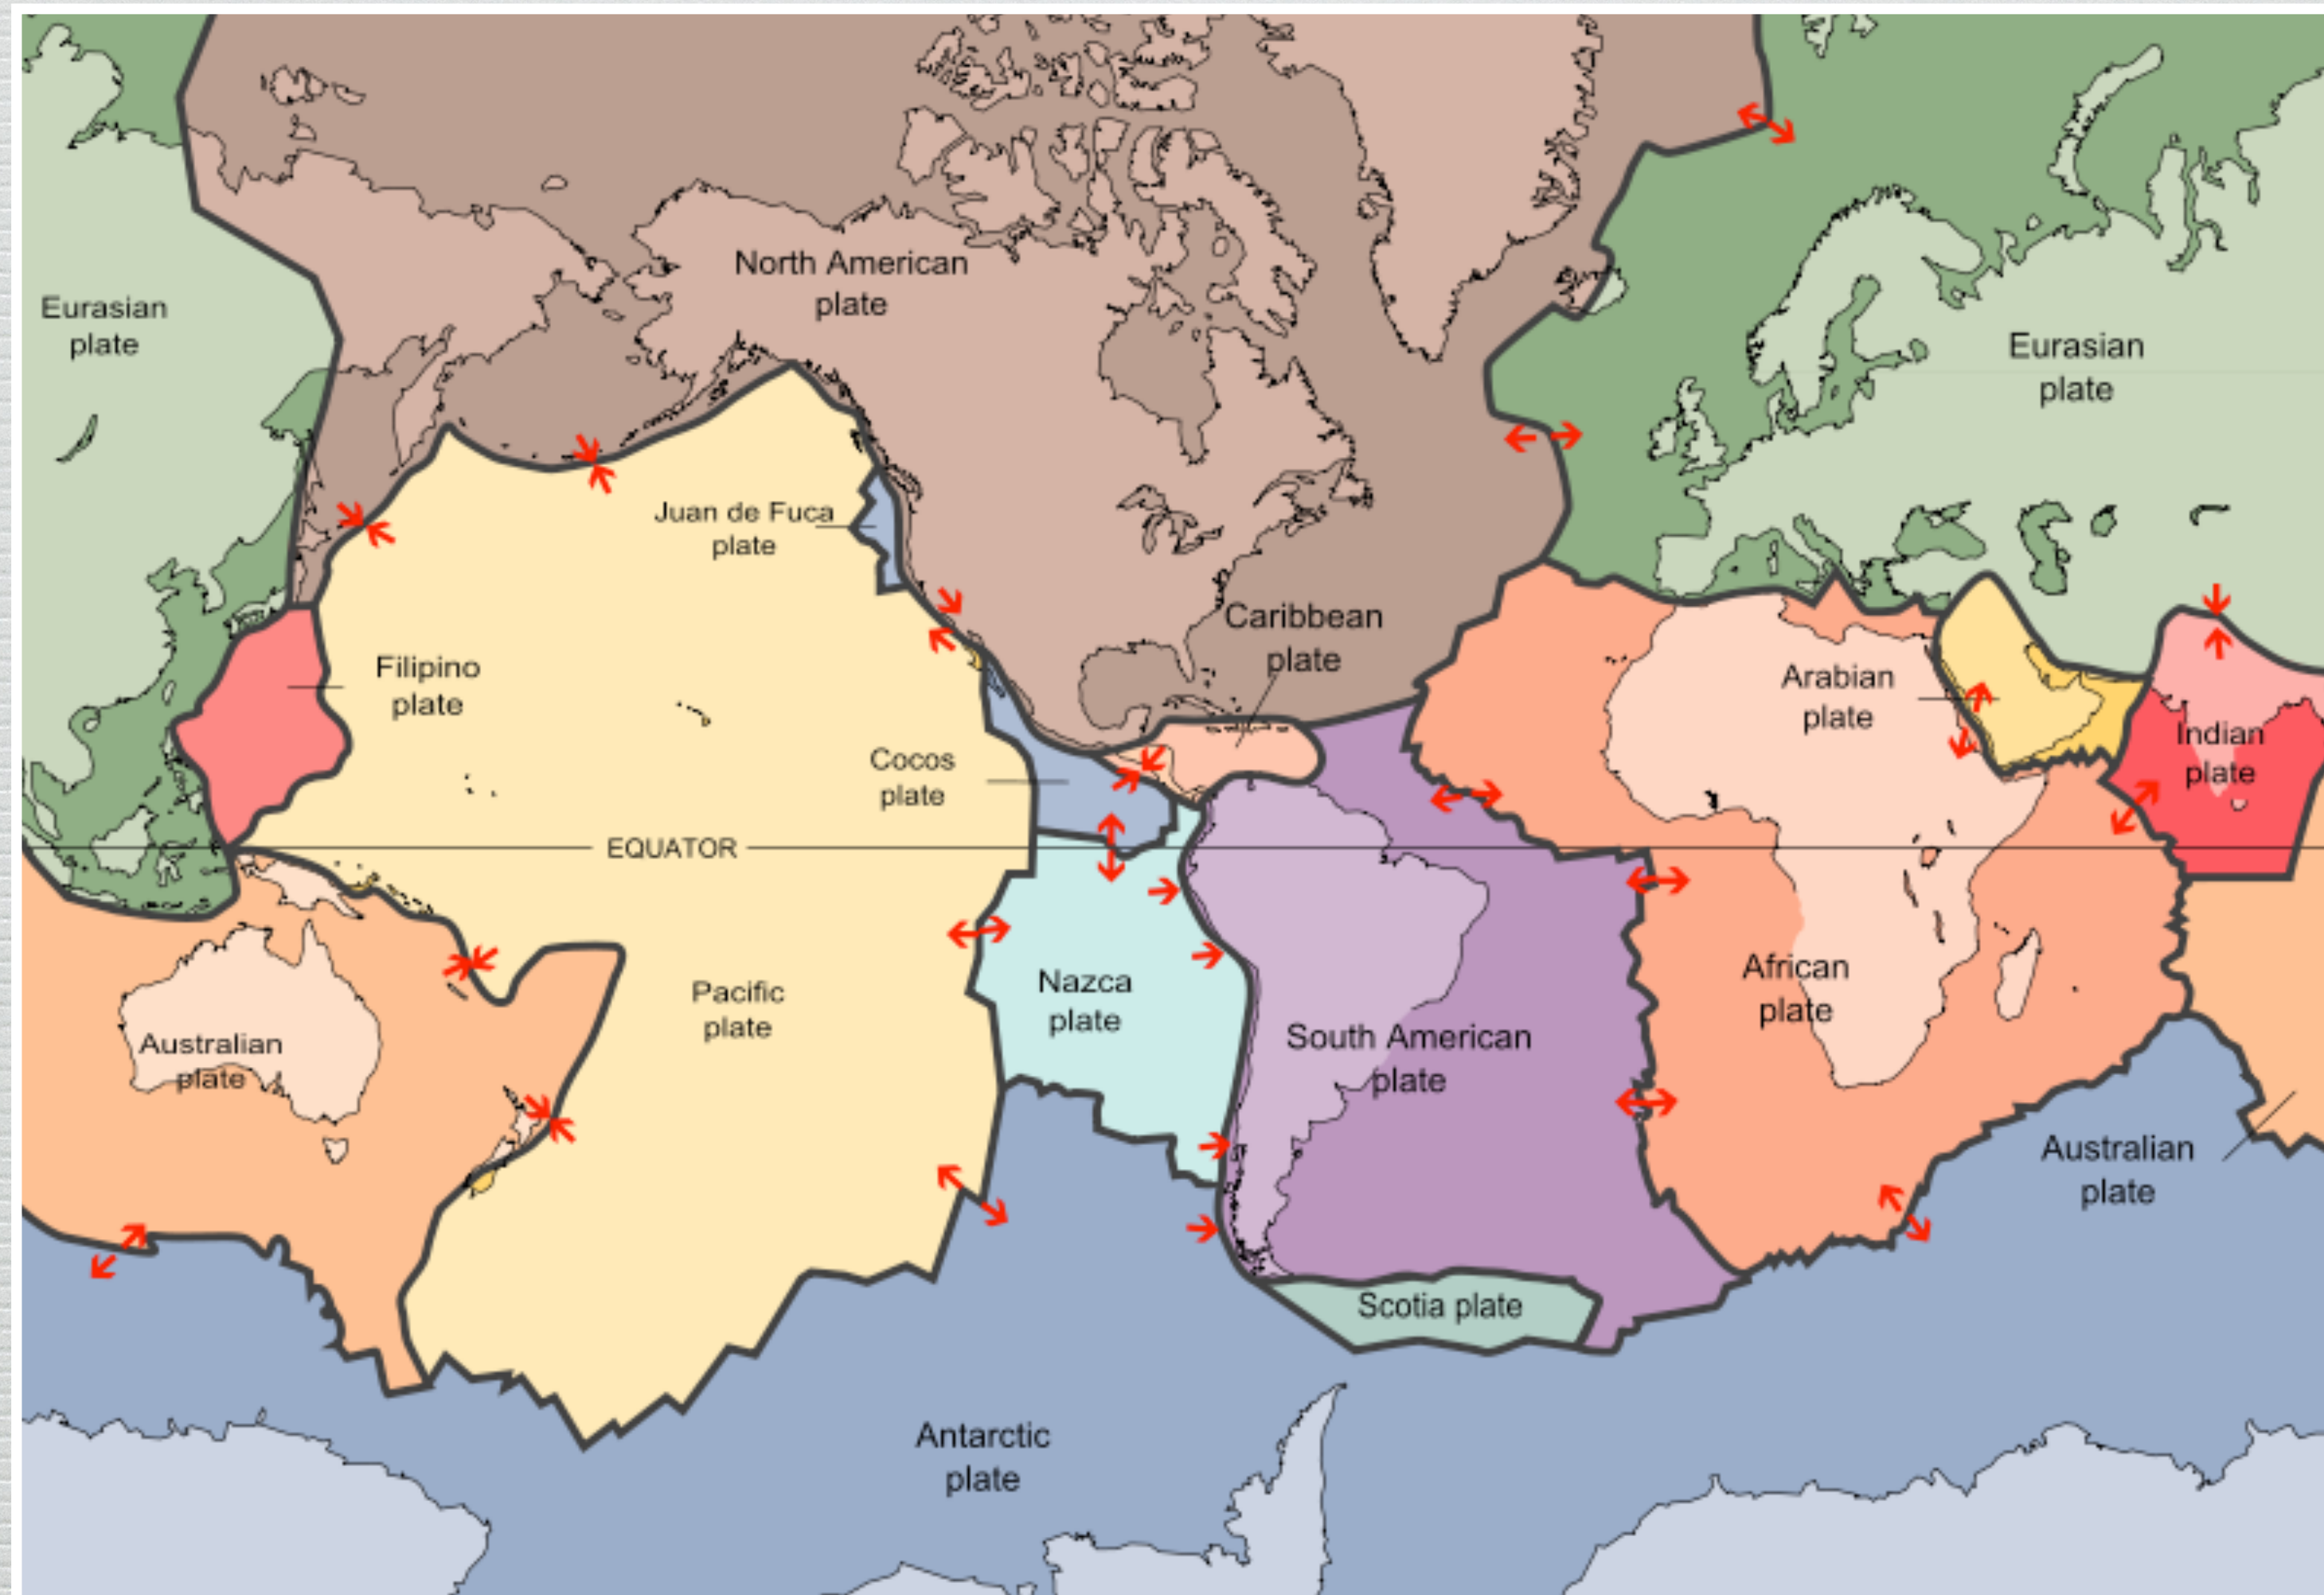 North American
plate
Eurasian
plate
Eurasian
plate
Juan de Fuca
plate
Caribbean
plate
Filipino
plate
Arabian
plate
Indian
plate
Cocos
plate
EQUATOR
Nazca
plate
Pacific
plate
African
plate
South American
plate
Australian
plate
Australian
plate
Scotia plate
Antarctic
plate